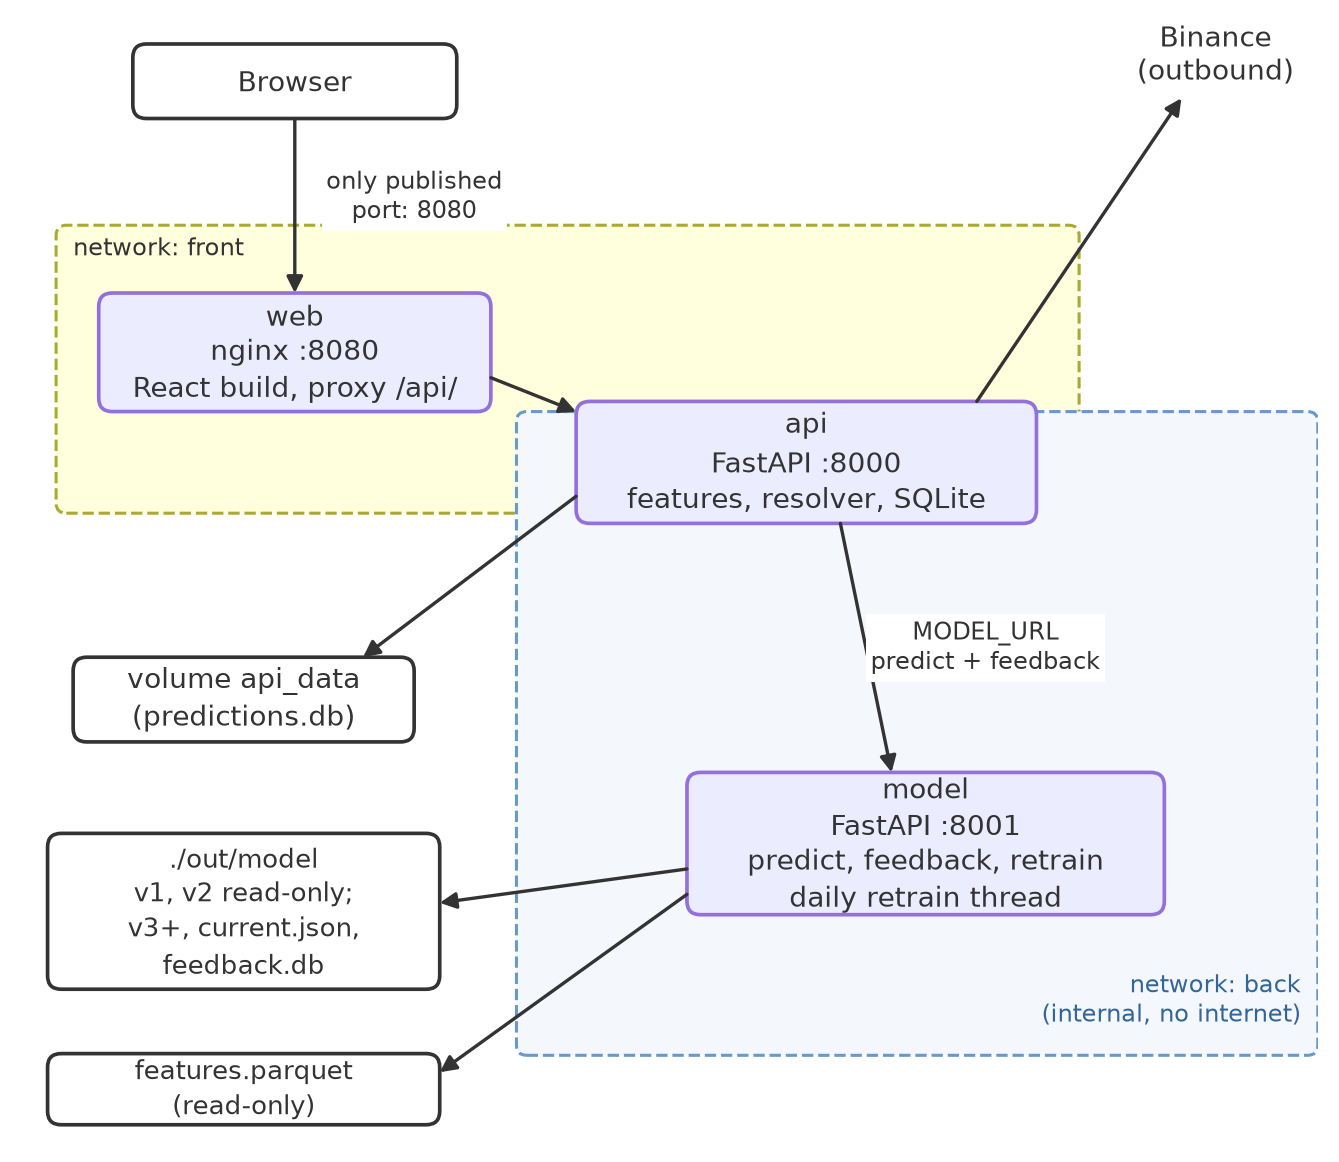 Binance
(outbound)
Browser
only published
port: 8080
network: front
web
nginx :8080
React build, proxy /api/
api
FastAPI :8000
features, resolver, SQLite
MODEL_URL
predict + feedback
volume api_data
(predictions.db)
model
FastAPI :8001
predict, feedback, retrain
daily retrain thread
./out/model
v1, v2 read-only;
v3+, current.json,
feedback.db
network: back
(internal, no internet)
features.parquet
(read-only)